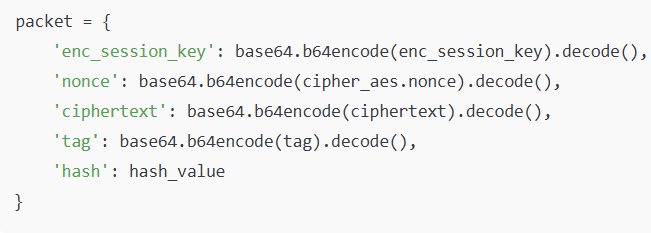 packet = {
    'enc_session_key': base64.b64encode(enc_session_key).decode(),
    'nonce': base64.b64encode(cipher_aes.nonce).decode(),
    'ciphertext': base64.b64encode(ciphertext).decode(),
    'tag': base64.b64encode(tag).decode(),
    'hash': hash_value
}